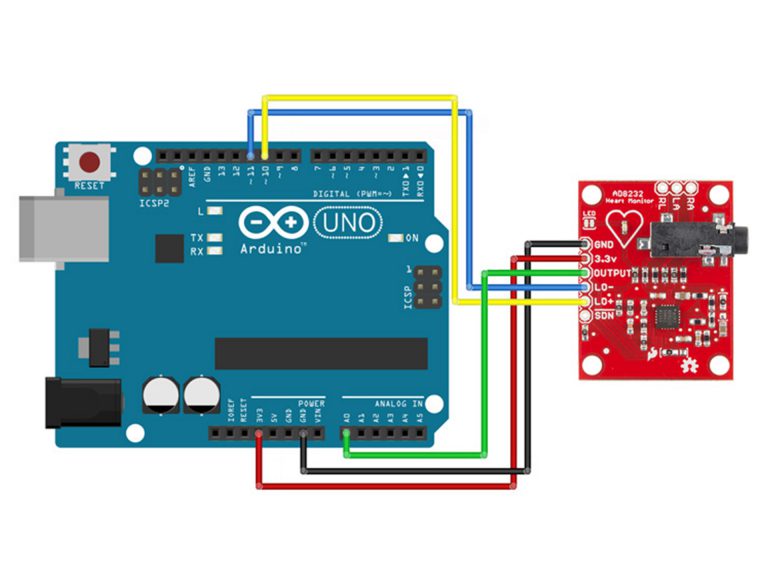 RESET
ICSP2
AREF
GND
13
12
~11
~10
~9
8
7
~6
~5
4
~3
2
TX0▶1
RX0◀0
DIGITAL (PWM=~)
L
TX
RX
UNO
Arduino™
ON
1
ICSP
POWER
ANALOG IN
IOREF
RESET
3V3
5V
GND
GND
VIN
A0
A1
A2
A3
A4
A5
AD8232
Heart Monitor
RL
LA
RA
LED
GND
3.3v
OUTPUT
LO-
LO+
SDN